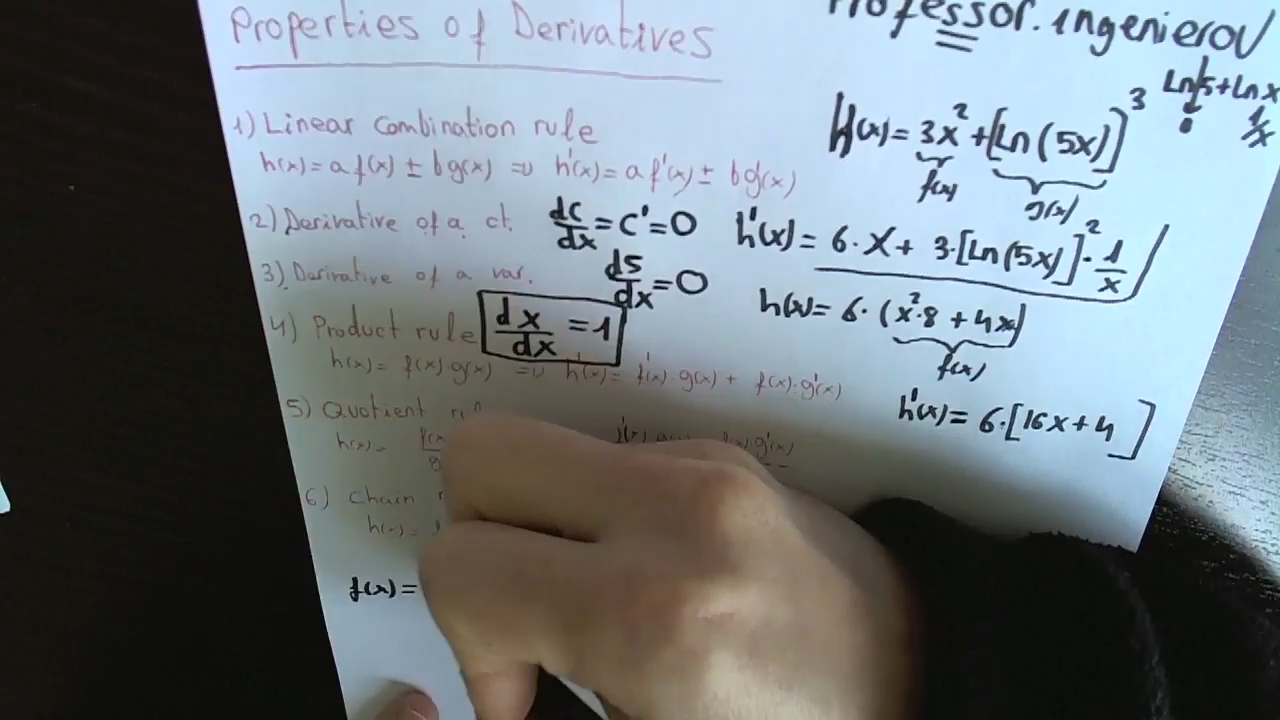 Properties of Derivatives
Professor.IngenieroV
1) Linear Combination rule
h(x) = a f(x) ± b g(x) ⇒ h'(x) = a f'(x) ± b g'(x)
2) Derivative of a ct. dc/dx = C' = 0
3) Derivative of a var. d5/dx = 0
4) Product rule dx/dx = 1
h(x) = f(x)·g(x) ⇒ h'(x) = f'(x)·g(x) + f(x)·g'(x)
5) Quotient
h(x) =
6) Chain
h(x) =
f(x) =
Ln5+Lnx
1/x
H(x) = 3x² + [Ln(5x)]³
f(x) g(x)
h'(x) = 6·x + 3·[Ln(5x)]²·1/x
h(x) = 6·(x²·8 + 4x)
f(x)
h'(x) = 6·[16x+4]